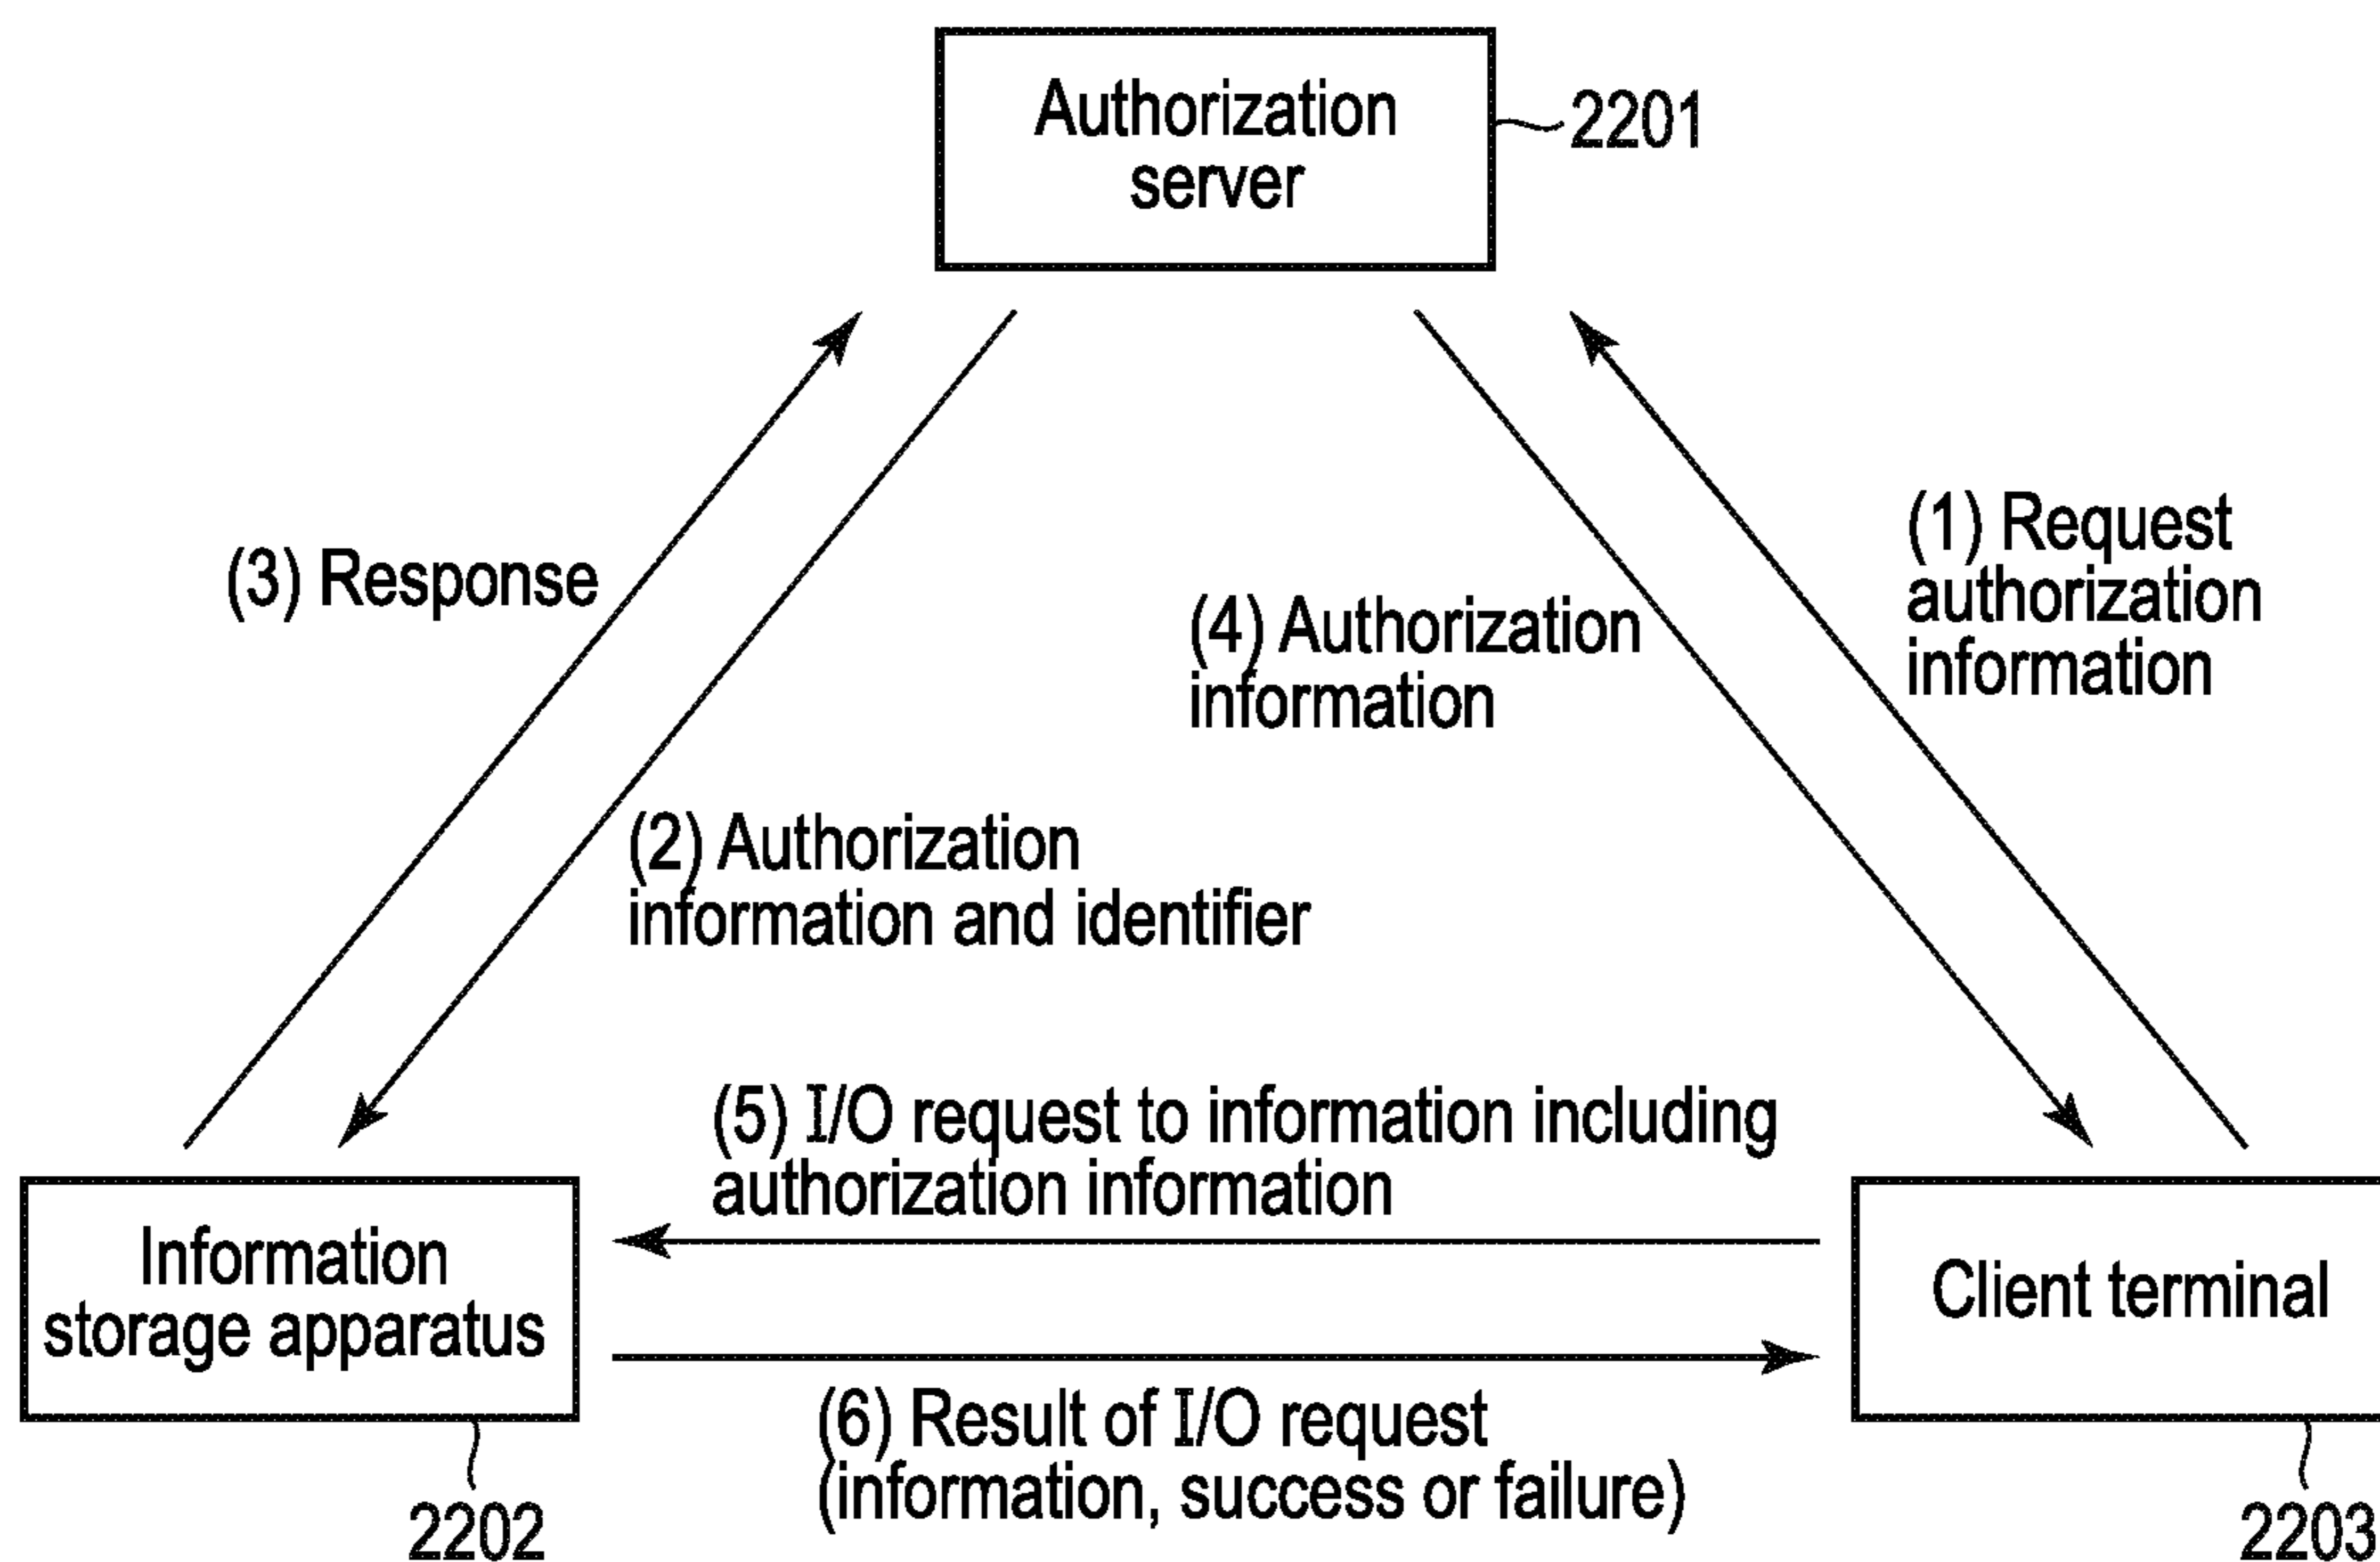 Authorization
server
2201
(3) Response
(1) Request
authorization
information
(4) Authorization
information
(2) Authorization
information and identifier
(5) I/O request to information including
authorization information
Information
storage apparatus
Client terminal
(6) Result of I/O request
(information, success or failure)
2202
2203